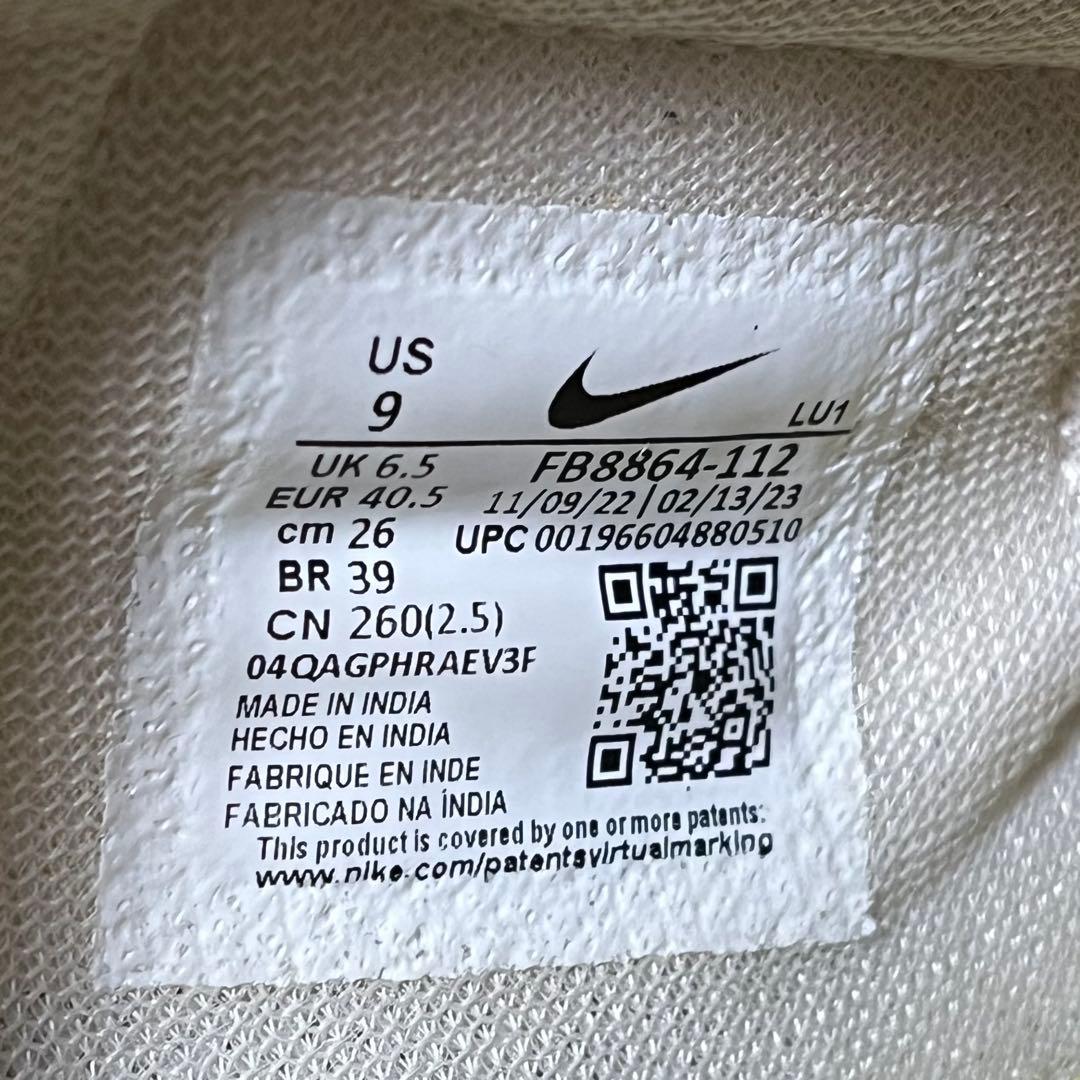 US
9
LU1
UK 6.5
FB8864-112
EUR 40.5
11/09/22 | 02/13/23
cm 26
UPC 00196604880510
BR 39
CN 260(2.5)
04QAGPHRAEV3F
MADE IN INDIA
HECHO EN INDIA
FABRIQUE EN INDE
FABRICADO NA ÍNDIA
This product is covered by one or more patents:
www.nike.com/patentsvirtualmarking